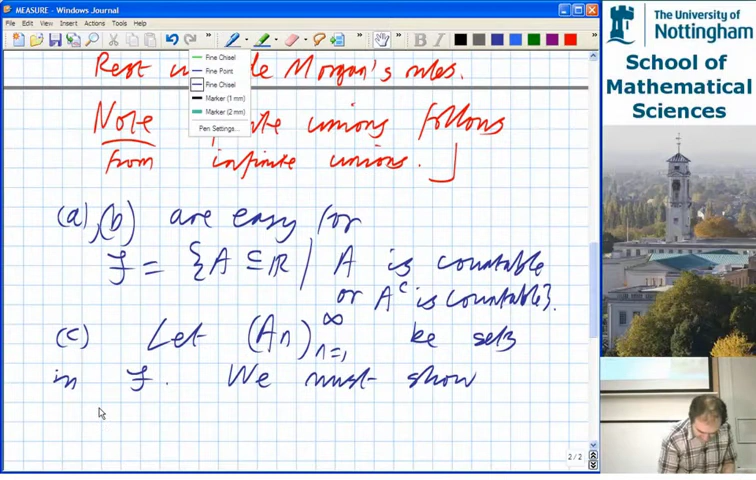 MEASURE - Windows Journal
File Edit View Insert Actions Tools Help
B
Fine Chisel
Fine Point
Fine Chisel
Marker (1 mm)
Marker (2 mm)
Pen Settings...
Rest Morgan's rules.
Note unions follows
from infinite unions.
(a), (b) are easy for
F = {A ⊆ ℝ | A is countable
or A^c is countable}.
(c) Let (An)_{n=1}^∞ be sets
in F. We must show
2 / 2
The University of
Nottingham
School of
Mathematical
Sciences